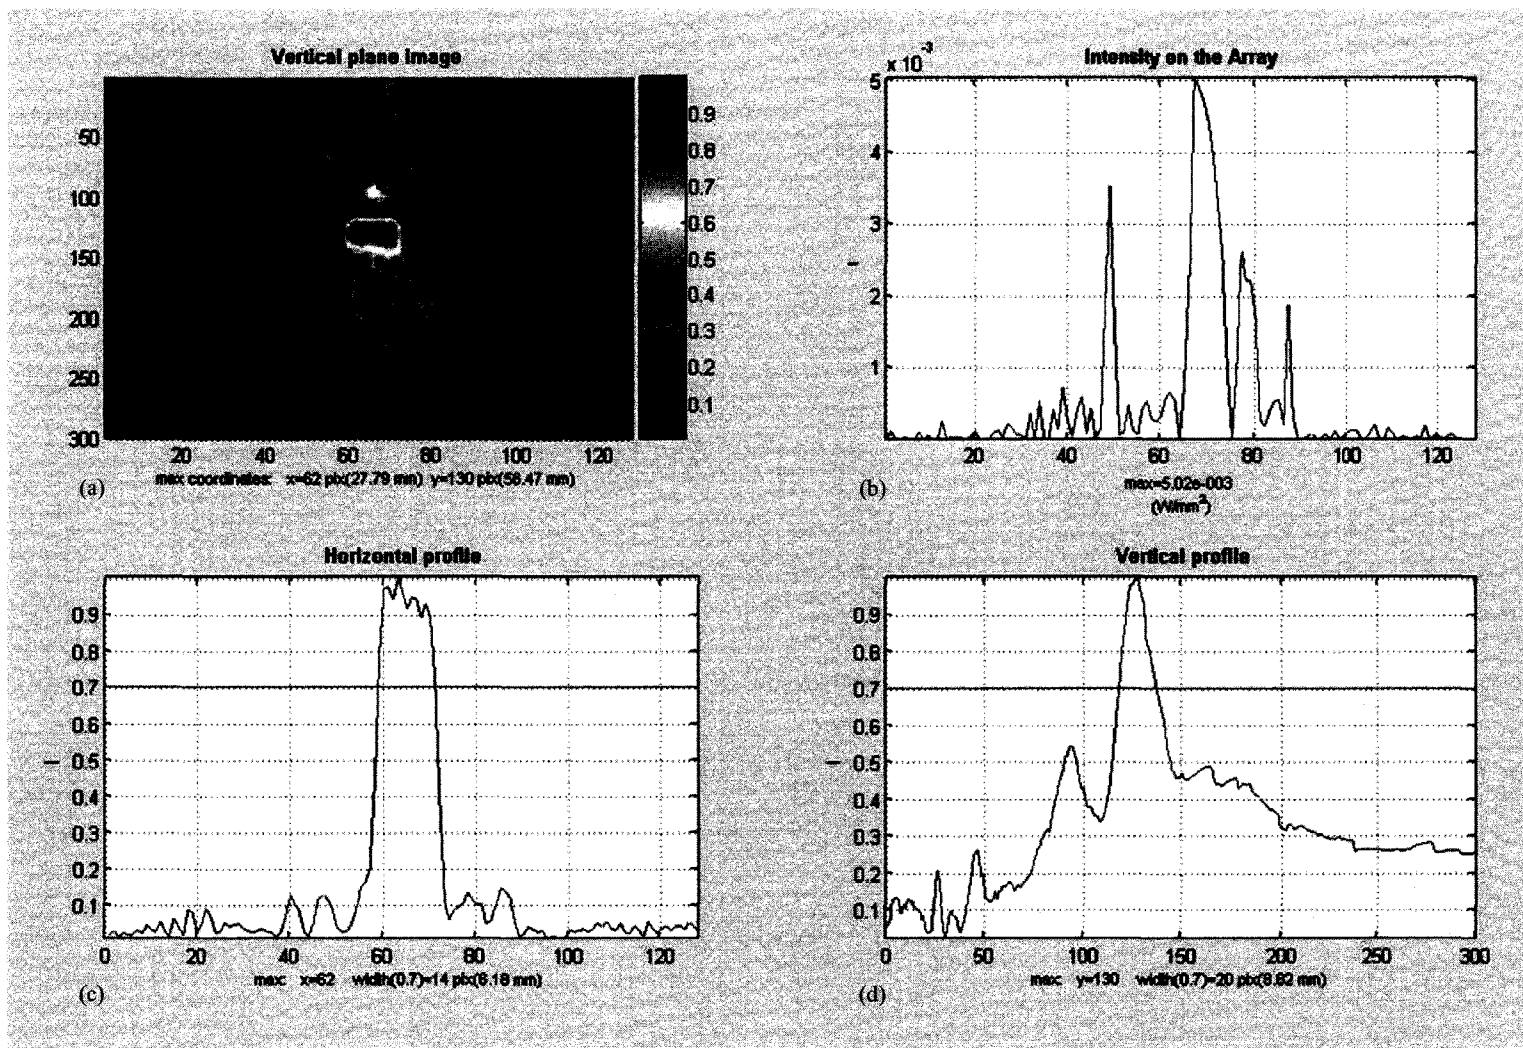 Vertical plane image
50
100
150
200
250
300
20 40 60 80 100 120
0.9
0.8
0.7
0.6
0.5
0.4
0.3
0.2
0.1
max coordinates: x=62 pix(27.79 mm) y=130 pix(56.47 mm)
(a)
Intensity on the Array
x 10
-3
5
4
3
2
1
I
20 40 60 80 100 120
max=5.02e-003
(W/mm²)
(b)
Horizontal profile
0.9
0.8
0.7
0.6
0.5
0.4
0.3
0.2
0.1
I
0 20 40 60 80 100 120
max: x=62 width(0.7)=14 pix(6.18 mm)
(c)
Vertical profile
0.9
0.8
0.7
0.6
0.5
0.4
0.3
0.2
0.1
I
0 50 100 150 200 250 300
max: y=130 width(0.7)=20 pix(8.82 mm)
(d)